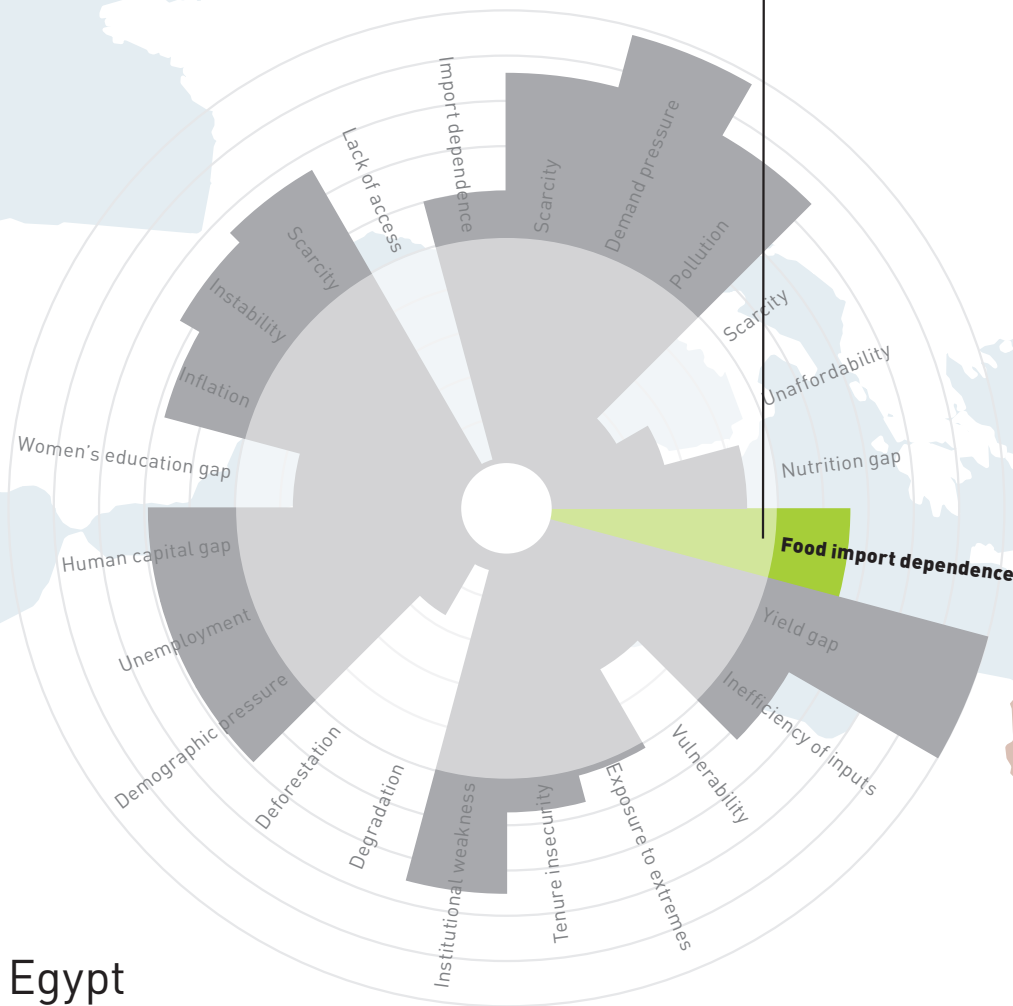 Import dependence
Scarcity
Demand pressure
Pollution
Scarcity
Unaffordability
Nutrition gap
Food import dependence
Yield gap
Inefficiency of inputs
Vulnerability
Exposure to extremes
Tenure insecurity
Institutional weakness
Degradation
Deforestation
Demographic pressure
Unemployment
Human capital gap
Women's education gap
Inflation
Instability
Scarcity
Lack of access
Egypt